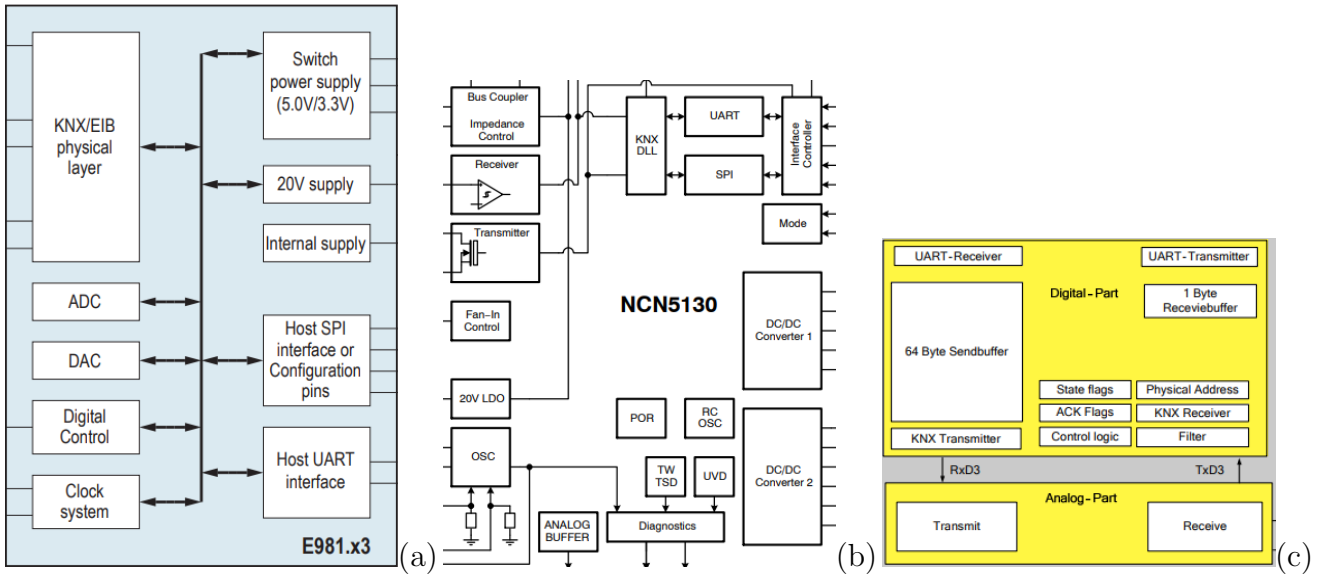 KNX/EIB
physical
layer
Switch
power supply
(5.0V/3.3V)
20V supply
Internal supply
ADC
DAC
Host SPI
interface or
Configuration
pins
Digital
Control
Host UART
interface
Clock
system
E981.x3
(a)
Bus Coupler
Impedance
Control
Receiver
Transmitter
Fan-In
Control
20V LDO
OSC
KNX
DLL
UART
SPI
Interface
Controller
Mode
NCN5130
DC/DC
Converter 1
POR
RC
OSC
TW
TSD
UVD
DC/DC
Converter 2
ANALOG
BUFFER
Diagnostics
(b)
UART-Receiver
UART-Transmitter
Digital-Part
1 Byte
Receviebuffer
64 Byte Sendbuffer
State flags
Physical Address
ACK Flags
KNX Receiver
KNX Transmitter
Control logic
Filter
RxD3
TxD3
Analog-Part
Transmit
Receive
(c)